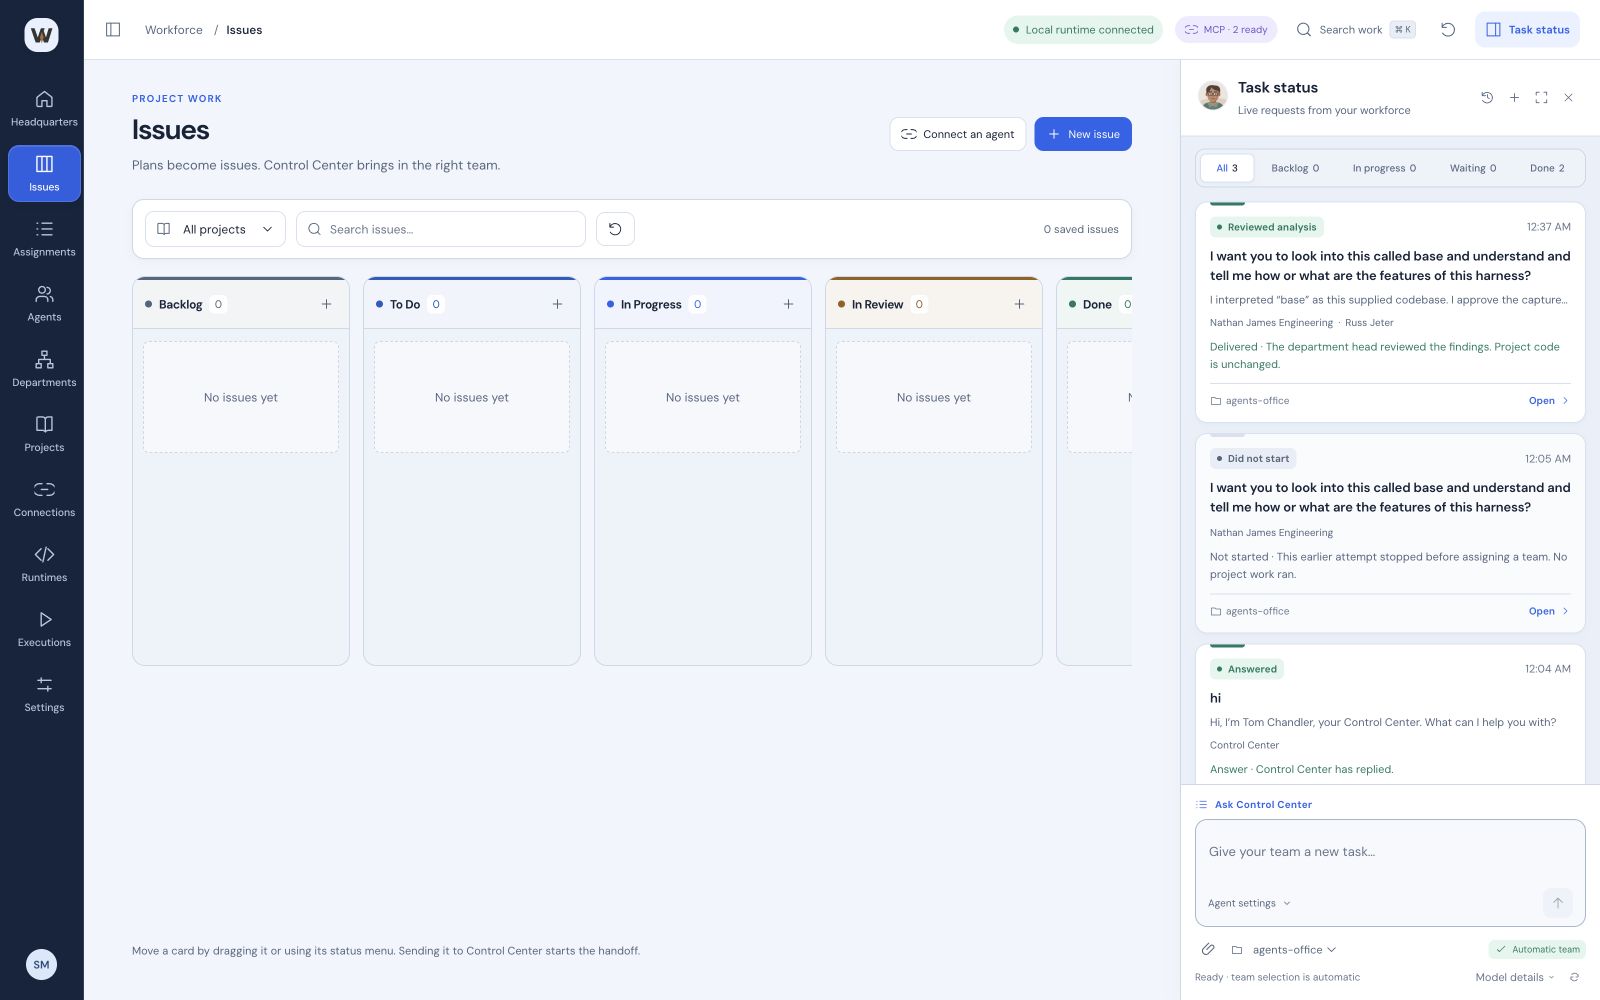 W
Workforce / Issues
Local runtime connected
MCP · 2 ready
Search work ⌘ K
Task status
Headquarters
Issues
Assignments
Agents
Departments
Projects
Connections
Runtimes
Executions
Settings
SM
PROJECT WORK
Issues
Plans become issues. Control Center brings in the right team.
Connect an agent
New issue
All projects
Search issues...
0 saved issues
Backlog 0
To Do 0
In Progress 0
In Review 0
Done 0
No issues yet
No issues yet
No issues yet
No issues yet
Move a card by dragging it or using its status menu. Sending it to Control Center starts the handoff.
Task status
Live requests from your workforce
All 3
Backlog 0
In progress 0
Waiting 0
Done 2
Reviewed analysis 12:37 AM
I want you to look into this called base and understand and
tell me how or what are the features of this harness?
I interpreted “base” as this supplied codebase. I approve the capture...
Nathan James Engineering · Russ Jeter
Delivered · The department head reviewed the findings. Project code
is unchanged.
agents-office Open
Did not start 12:05 AM
I want you to look into this called base and understand and
tell me how or what are the features of this harness?
Nathan James Engineering
Not started · This earlier attempt stopped before assigning a team. No
project work ran.
agents-office Open
Answered 12:04 AM
hi
Hi, I’m Tom Chandler, your Control Center. What can I help you with?
Control Center
Answer · Control Center has replied.
Ask Control Center
Give your team a new task...
Agent settings
agents-office
Automatic team
Ready · team selection is automatic
Model details